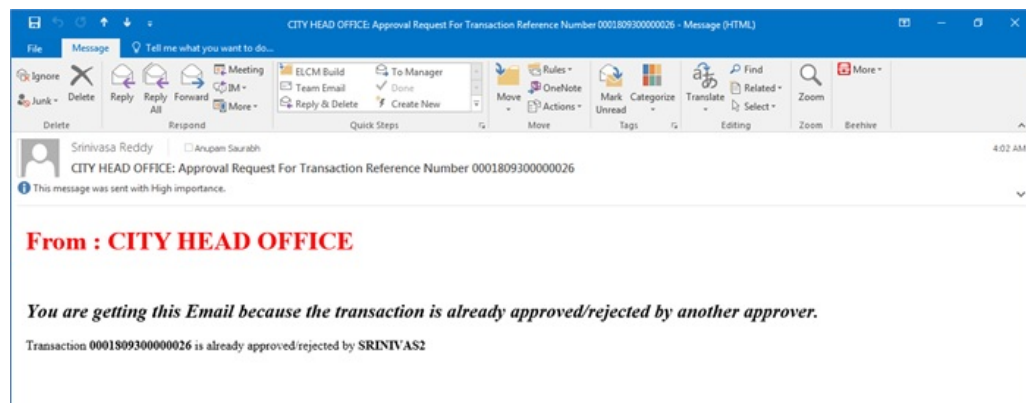 CITY HEAD OFFICE: Approval Request For Transaction Reference Number 0001809300000026 - Message (HTML)
File Message Tell me what you want to do...
Ignore
Junk
Delete
Reply
Reply All
Forward
Meeting
IM
More
ELCM Build
Team Email
Reply & Delete
To Manager
Done
Create New
Move
Rules
OneNote
Actions
Mark Unread
Categorize
Translate
Find
Related
Select
Zoom
More
Delete Respond Quick Steps Move Tags Editing Zoom Beehive
Srinivasa Reddy Anupam Saurabh 4:02 AM
CITY HEAD OFFICE: Approval Request For Transaction Reference Number 0001809300000026
This message was sent with High importance.
From : CITY HEAD OFFICE
You are getting this Email because the transaction is already approved/rejected by another approver.
Transaction 0001809300000026 is already approved/rejected by SRINIVAS2